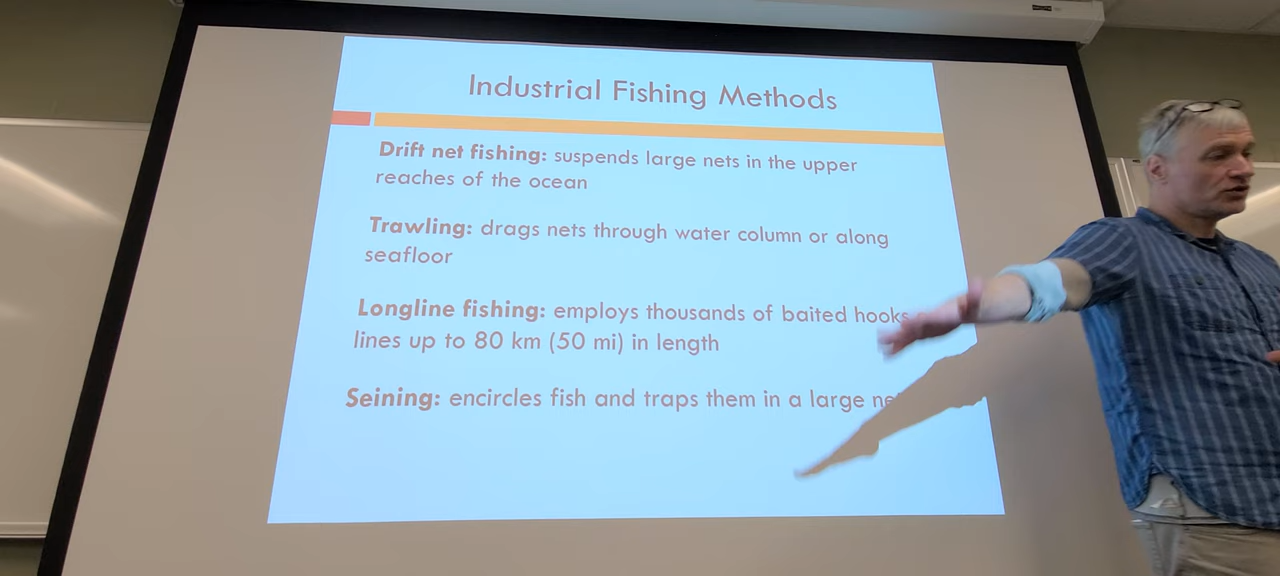 Industrial Fishing Methods
Drift net fishing: suspends large nets in the upper
reaches of the ocean
Trawling: drags nets through water column or along
seafloor
Longline fishing: employs thousands of baited hooks
lines up to 80 km (50 mi) in length
Seining: encircles fish and traps them in a large